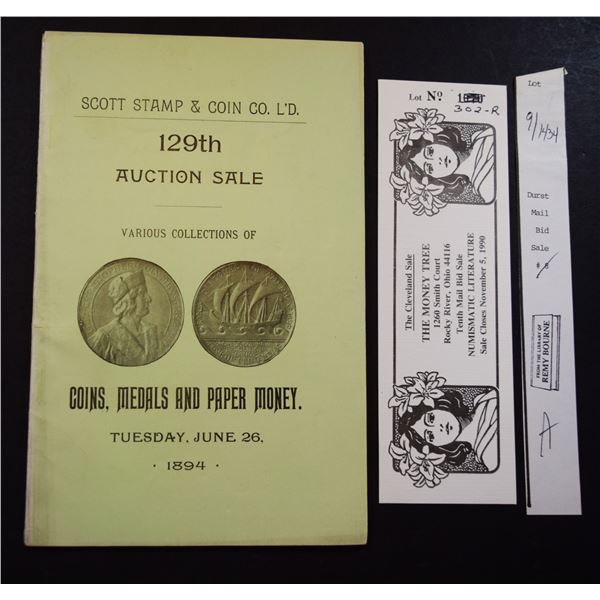 SCOTT STAMP & COIN CO. L'D.
129th
AUCTION SALE
VARIOUS COLLECTIONS OF
COINS, MEDALS AND PAPER MONEY.
TUESDAY, JUNE 26,
· 1894 ·
Lot No.
302-R
The Cleveland Sale
THE MONEY TREE
1260 Smith Court
Rocky River, Ohio 44116
Tenth Mail Bid Sale
NUMISMATIC LITERATURE
Sale Closes November 5, 1990
Lot
9/1434
Durst
Mail
Bid
Sale
# 8
FROM THE LIBRARY OF
REMY BOURNE
A